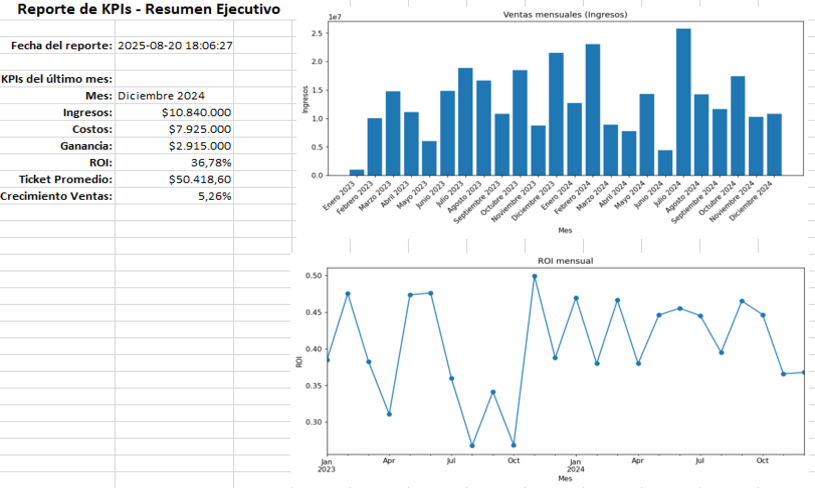 Reporte de KPIs - Resumen Ejecutivo
Fecha del reporte: 2025-08-20 18:06:27
KPIs del último mes:
Mes: Diciembre 2024
Ingresos: $10.840.000
Costos: $7.925.000
Ganancia: $2.915.000
ROI: 36,78%
Ticket Promedio: $50.418,60
Crecimiento Ventas: 5,26%
Ventas mensuales (Ingresos)
1e7
2.5
2.0
1.5
1.0
0.5
0.0
Ingresos
Enero 2023
Febrero 2023
Marzo 2023
Abril 2023
Mayo 2023
Junio 2023
Julio 2023
Agosto 2023
Septiembre 2023
Octubre 2023
Noviembre 2023
Diciembre 2023
Enero 2024
Febrero 2024
Marzo 2024
Abril 2024
Mayo 2024
Junio 2024
Julio 2024
Agosto 2024
Septiembre 2024
Octubre 2024
Noviembre 2024
Diciembre 2024
Mes
ROI mensual
0.50
0.45
0.40
0.35
0.30
ROI
Jan Apr Jul Oct Jan Apr Jul Oct
2023 2024
Mes